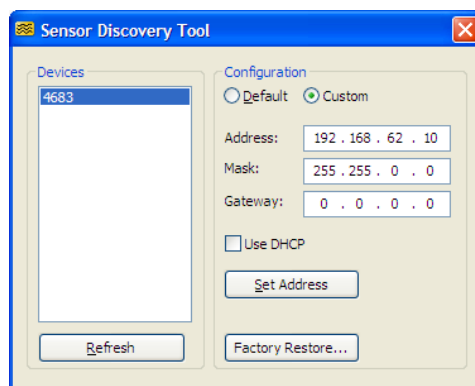 Sensor Discovery Tool
Devices
4683
Refresh
Configuration
Default Custom
Address: 192 . 168 . 62 . 10
Mask: 255 . 255 . 0 . 0
Gateway: 0 . 0 . 0 . 0
Use DHCP
Set Address
Factory Restore...